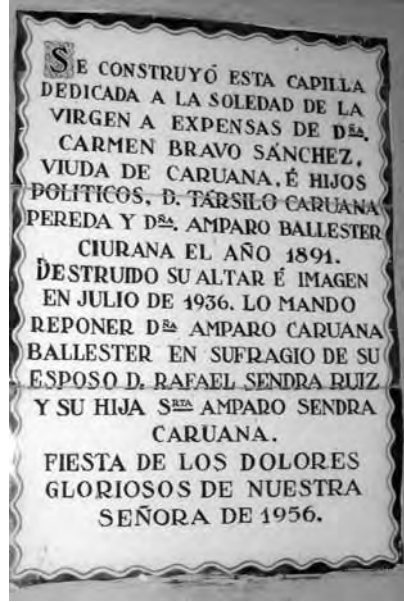 SE CONSTRUYÓ ESTA CAPILLA
DEDICADA A LA SOLEDAD DE LA
VIRGEN A EXPENSAS DE Dña.
CARMEN BRAVO SÁNCHEZ,
VIUDA DE CARUANA, É HIJOS
POLITICOS, D. TÁRSILO CARUANA
PEREDA Y Dña. AMPARO BALLESTER
CIURANA EL AÑO 1891.
DESTRUIDO SU ALTAR É IMAGEN
EN JULIO DE 1936. LO MANDO
REPONER Dña AMPARO CARUANA
BALLESTER EN SUFRAGIO DE SU
ESPOSO D. RAFAEL SENDRA RUIZ
Y SU HIJA SRTA AMPARO SENDRA
CARUANA.
FIESTA DE LOS DOLORES
GLORIOSOS DE NUESTRA
SEÑORA DE 1956.